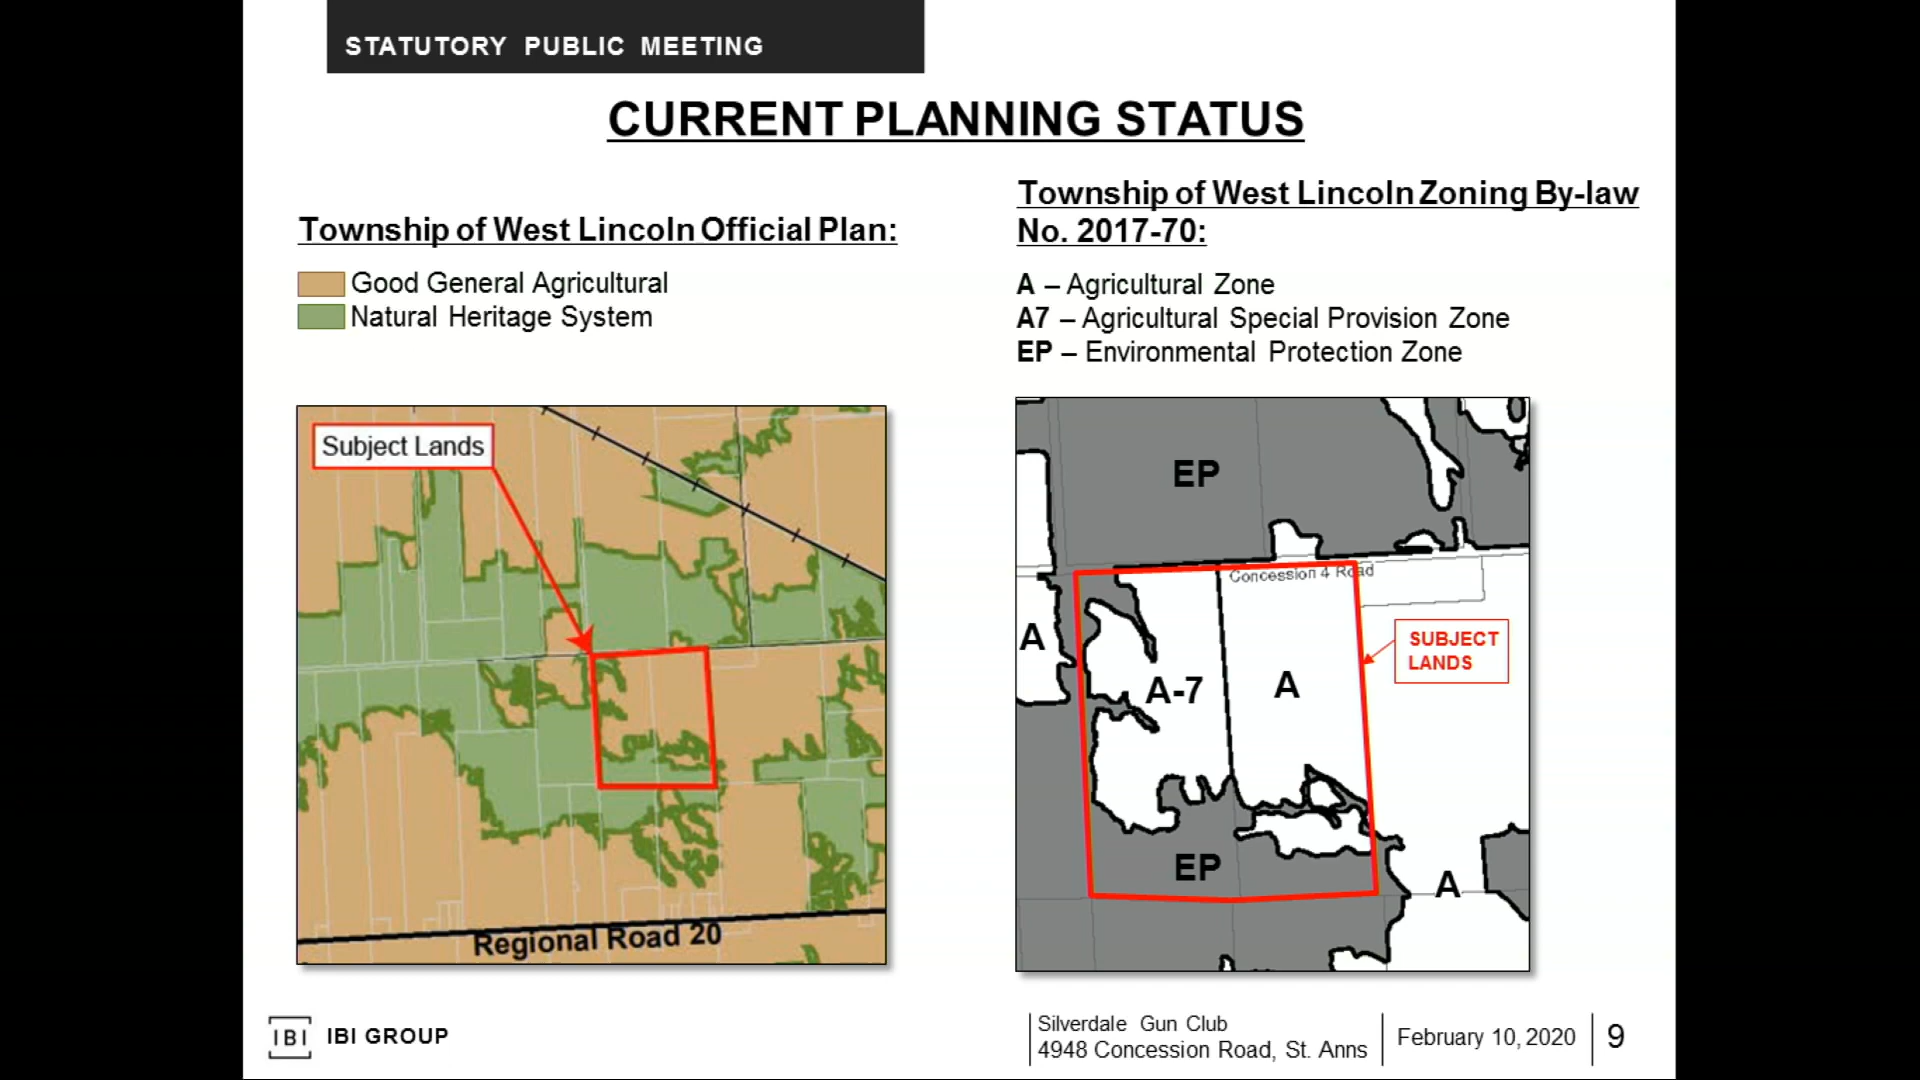 STATUTORY PUBLIC MEETING
CURRENT PLANNING STATUS
Township of West Lincoln Official Plan:
Good General Agricultural
Natural Heritage System
Subject Lands
Regional Road 20
Township of West Lincoln Zoning By-law
No. 2017-70:
A – Agricultural Zone
A7 – Agricultural Special Provision Zone
EP – Environmental Protection Zone
EP
Concession 4 Road
A
SUBJECT
LANDS
A-7
A
EP
A
IBI
IBI GROUP
Silverdale Gun Club
4948 Concession Road, St. Anns
February 10, 2020
9